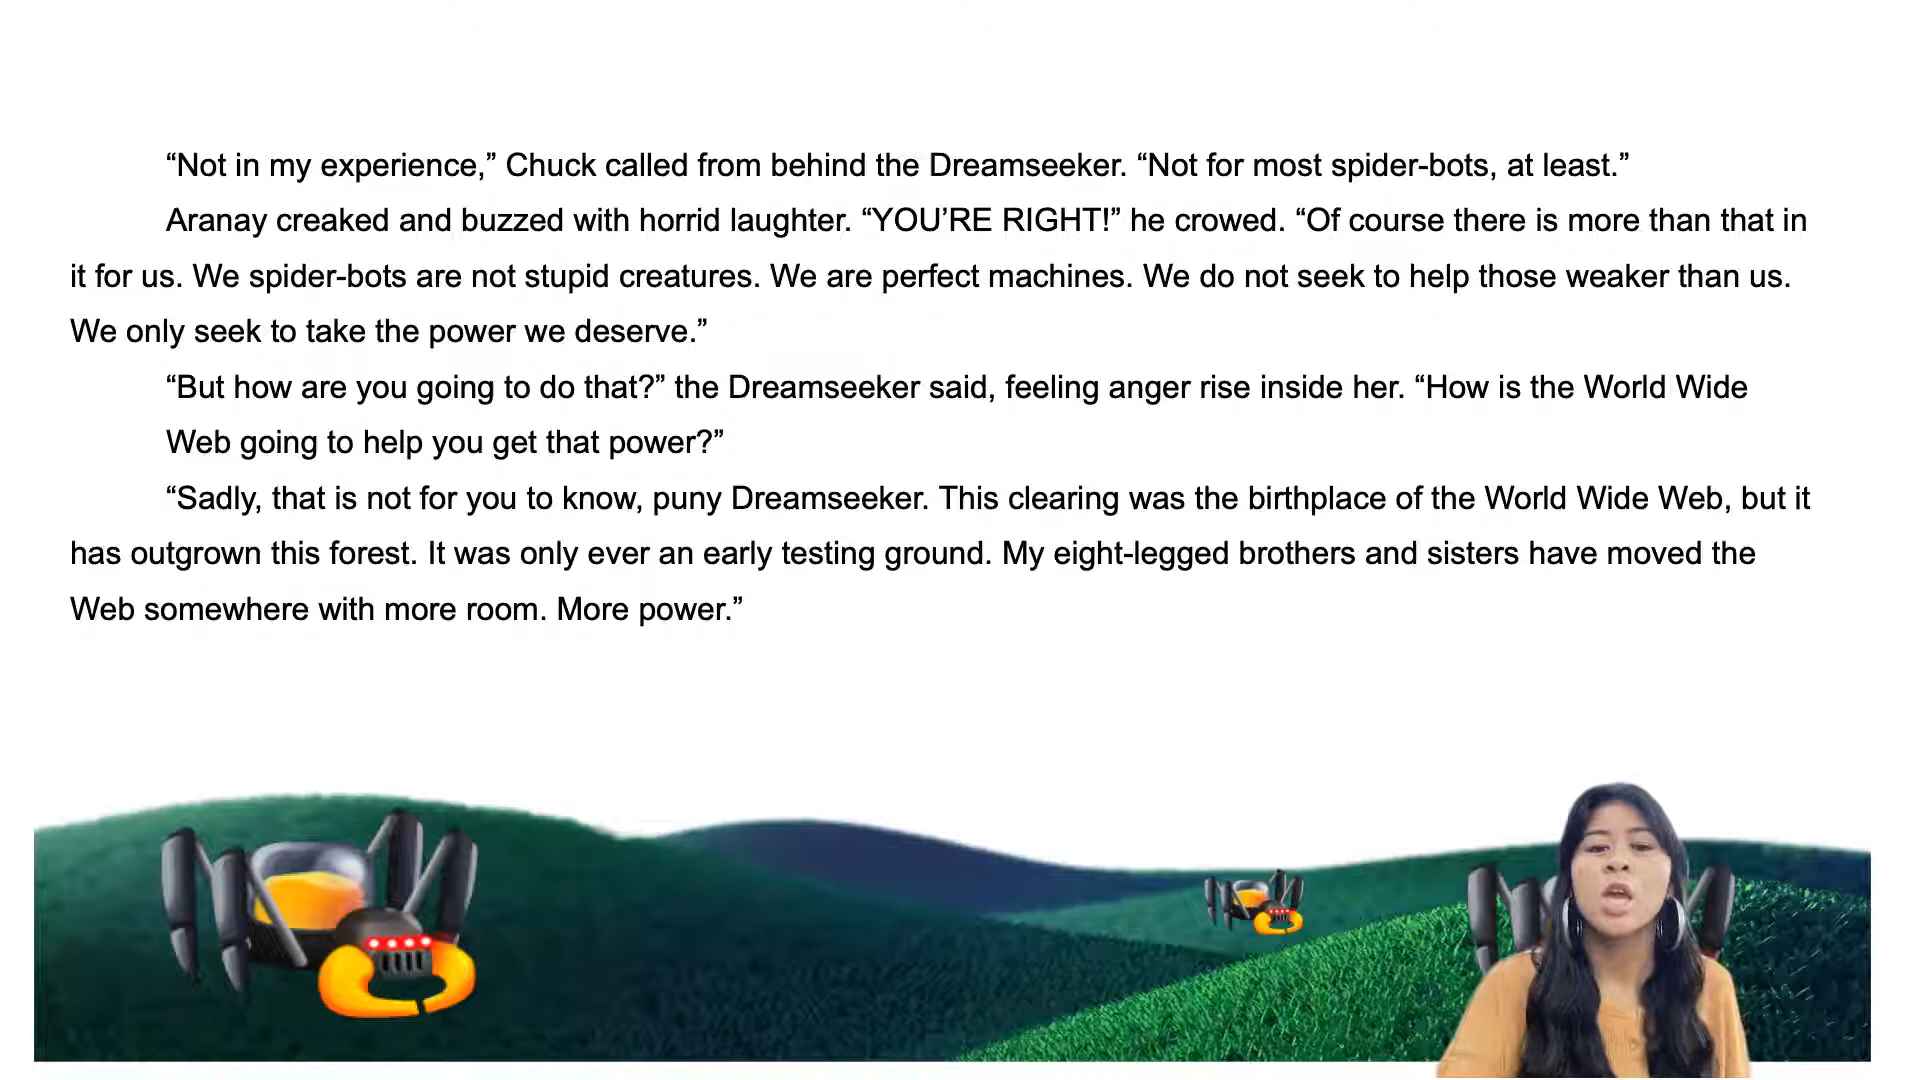 “Not in my experience,” Chuck called from behind the Dreamseeker. “Not for most spider-bots, at least.”
Aranay creaked and buzzed with horrid laughter. “YOU’RE RIGHT!” he crowed. “Of course there is more than that in
it for us. We spider-bots are not stupid creatures. We are perfect machines. We do not seek to help those weaker than us.
We only seek to take the power we deserve.”
“But how are you going to do that?” the Dreamseeker said, feeling anger rise inside her. “How is the World Wide
Web going to help you get that power?”
“Sadly, that is not for you to know, puny Dreamseeker. This clearing was the birthplace of the World Wide Web, but it
has outgrown this forest. It was only ever an early testing ground. My eight-legged brothers and sisters have moved the
Web somewhere with more room. More power.”